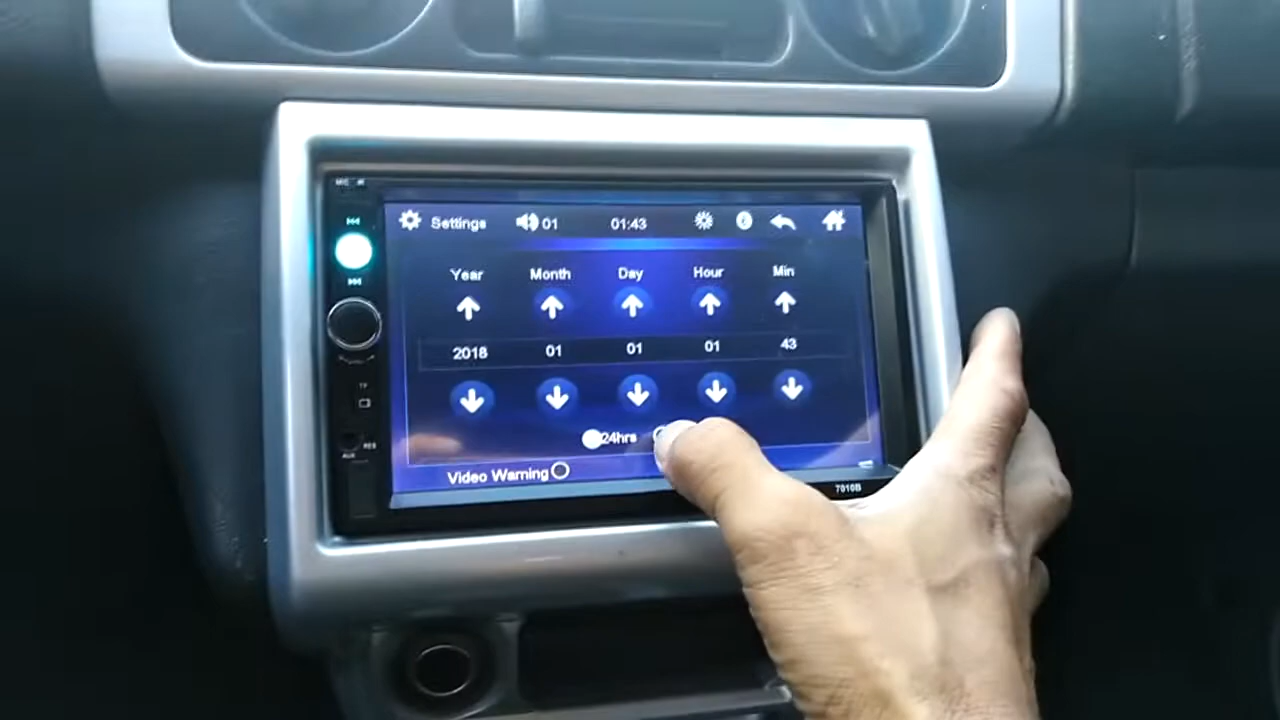 MIC
Settings 01 01:43
Year Month Day Hour Min
2018 01 01 01 43
24hrs
Video Warning
7010B
AUX
RES
TF